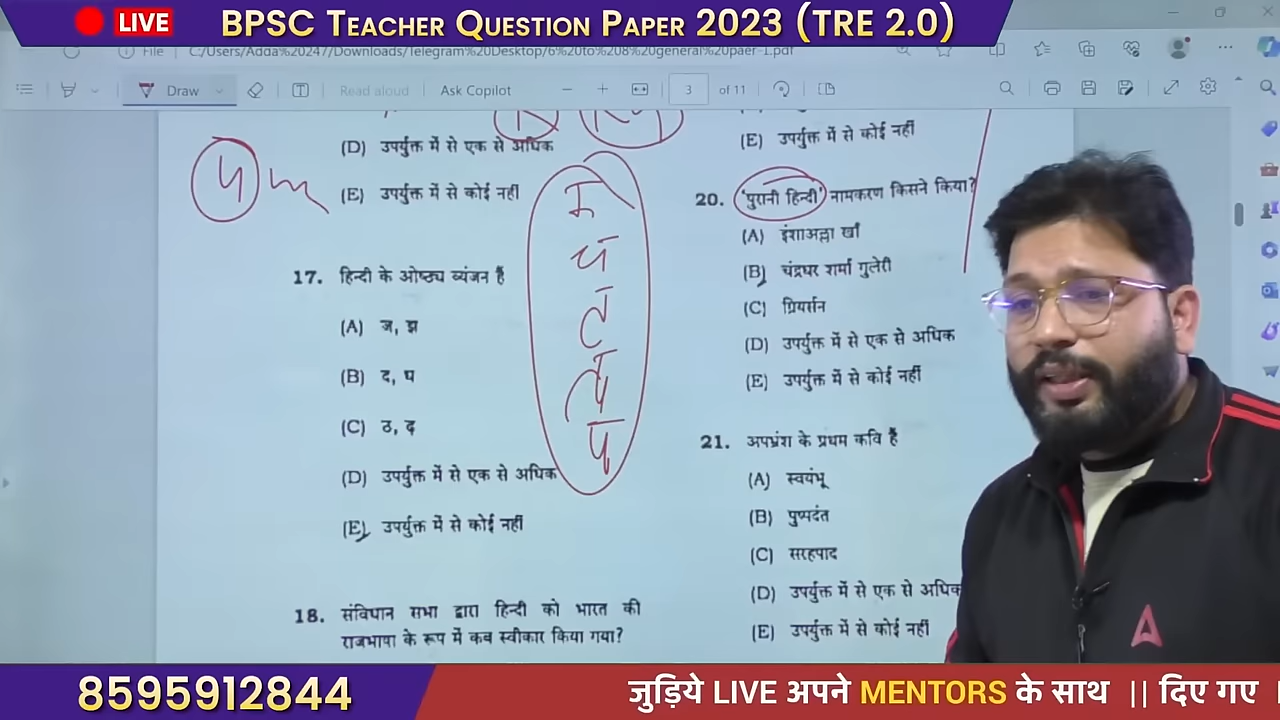 LIVE BPSC TEACHER QUESTION PAPER 2023 (TRE 2.0)
File C:/Users/Adda%20247/Downloads/Telegram%20Desktop/6%20to%208%20general%20paer-1.pdf
Draw Read aloud Ask Copilot 3 of 11
(D) उपर्युक्त में से एक से अधिक
(E) उपर्युक्त में से कोई नहीं
17. हिन्दी के ओष्ठ्य व्यंजन हैं
(A) ज, झ
(B) द, ध
(C) ठ, ढ
(D) उपर्युक्त में से एक से अधिक
(E) उपर्युक्त में से कोई नहीं
18. संविधान सभा द्वारा हिन्दी को भारत की
राजभाषा के रूप में कब स्वीकार किया गया?
(E) उपर्युक्त में से कोई नहीं
20. 'पुरानी हिन्दी' नामकरण किसने किया?
(A) इंशाअल्ला खाँ
(B) चंद्रधर शर्मा गुलेरी
(C) ग्रियर्सन
(D) उपर्युक्त में से एक से अधिक
(E) उपर्युक्त में से कोई नहीं
21. अपभ्रंश के प्रथम कवि हैं
(A) स्वयंभू
(B) पुष्पदंत
(C) सरहपाद
(D) उपर्युक्त में से एक से अधिक
(E) उपर्युक्त में से कोई नहीं
8595912844
जुड़िये LIVE अपने MENTORS के साथ || दिए गए